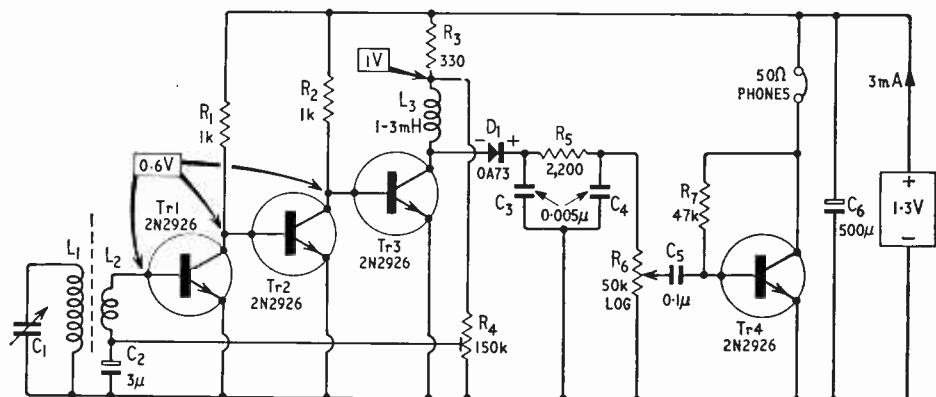 R3
330
1V
R1
1k
R2
1k
L3
1-3mH
50Ω
PHONES
3mA
0.6V
D1
- +
OA73
R5
2,200
Tr1
2N2926
C3
0·005μ
C4
R7
47k
C6
500μ
+
1·3V
-
L1
L2
Tr2
2N2926
Tr3
2N2926
R6
50k
LOG
C5
0·1μ
C1
C2
3μ
R4
150k
Tr4
2N2926